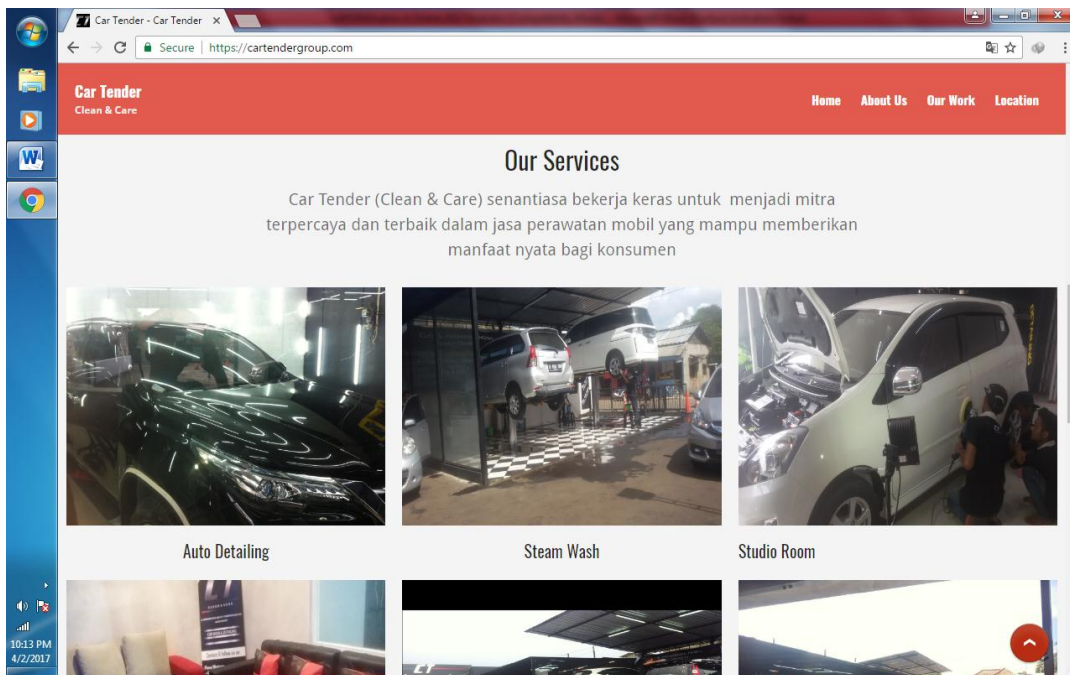 Car Tender - Car Tender
Secure
https://cartendergroup.com
Car Tender
Clean & Care
Home About Us Our Work Location
Our Services
Car Tender (Clean & Care) senantiasa bekerja keras untuk menjadi mitra
terpercaya dan terbaik dalam jasa perawatan mobil yang mampu memberikan
manfaat nyata bagi konsumen
Auto Detailing
Steam Wash
Studio Room
10:13 PM
4/2/2017